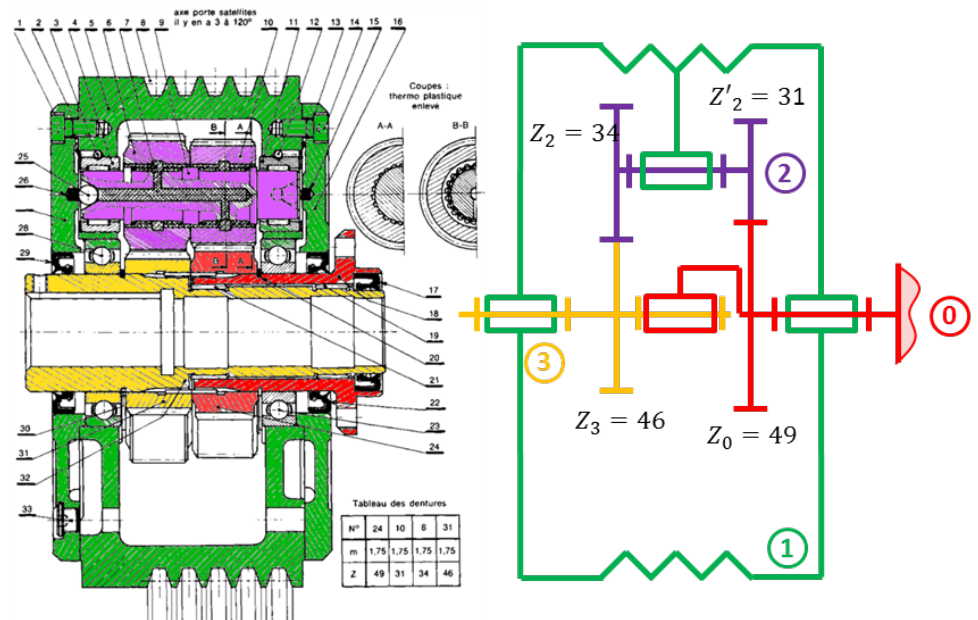 axe porte satellites
il y en a 3 à 120°
1 2 3 4 5 6 7 8 9 10 11 12 13 14 15 16
Coupes :
thermo plastique
enlevé
A-A B-B
B A
25
26
28
29
B A
17
18
19
20
21
22
23
24
30
31
32
33
Tableau des dentures
N° 24 10 6 31
m 1,75 1,75 1,75 1,75
Z 49 31 34 46
Z₂ = 34
Z'₂ = 31
2
0
3
Z₃ = 46
Z₀ = 49
1